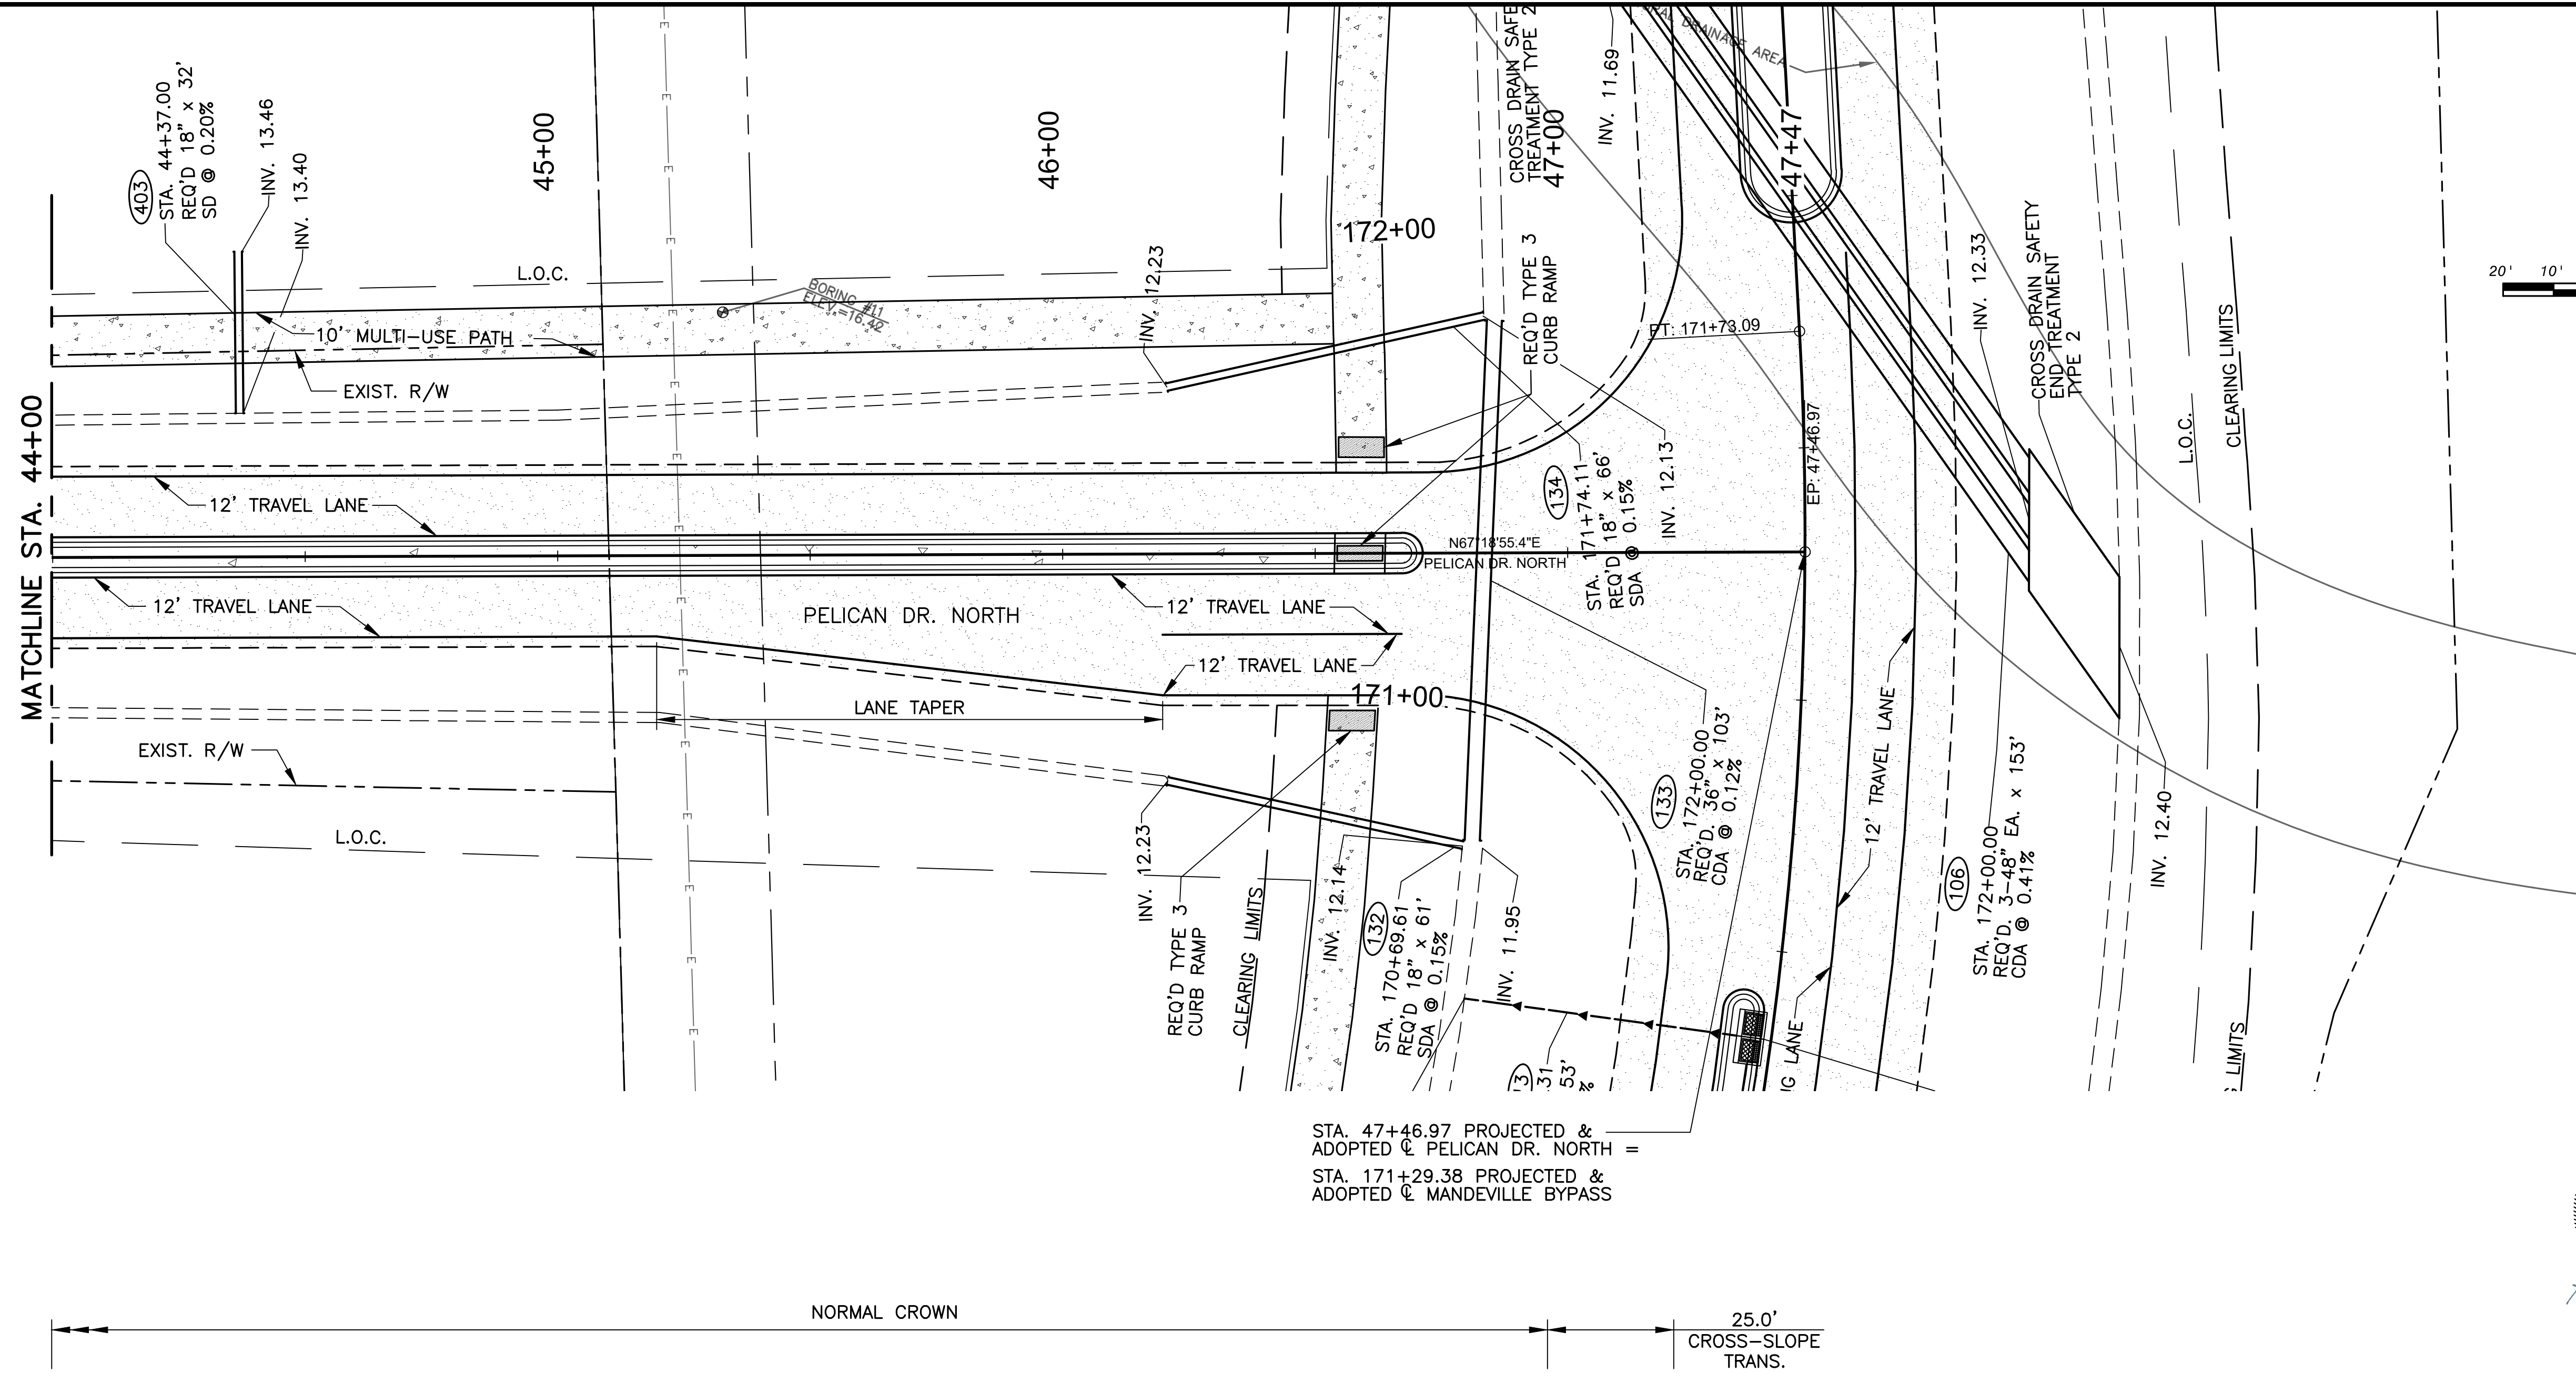 MATCHLINE STA. 44+00
403
STA. 44+37.00
REQ'D 18" x 32'
SD @ 0.20%
INV. 13.46
INV. 13.40
45+00
46+00
47+00
47+47
L.O.C.
10' MULTI-USE PATH
EXIST. R/W
BORING #L1
ELEV.=16.42
INV. 12.23
172+00
CROSS DRAIN SAFE
TREATMENT TYPE 2
INV. 11.69
DRAINAGE AREA
REQ'D TYPE 3
CURB RAMP
PT: 171+73.09
EP: 47+46.97
INV. 12.33
CROSS DRAIN SAFETY
END TREATMENT
TYPE 2
L.O.C.
CLEARING LIMITS
20' 10'
12' TRAVEL LANE
12' TRAVEL LANE
PELICAN DR. NORTH
12' TRAVEL LANE
12' TRAVEL LANE
N67°18'55.4"E
PELICAN DR. NORTH
134
STA. 171+74.11
REQ'D 18" x 66'
SDA @ 0.15%
INV. 12.13
171+00
LANE TAPER
EXIST. R/W
L.O.C.
INV. 12.23
REQ'D TYPE 3
CURB RAMP
CLEARING LIMITS
INV. 12.14
132
STA. 170+69.61
REQ'D 18" x 61'
SDA @ 0.15%
INV. 11.95
133
STA. 172+00.00
REQ'D. 36" x 103'
CDA @ 0.12%
12' TRAVEL LANE
NG LANE
106
STA. 172+00.00
REQ'D. 3-48" EA. x 153'
CDA @ 0.41%
INV. 12.40
LIMITS
13
31
53'
%
STA. 47+46.97 PROJECTED &
ADOPTED ℄ PELICAN DR. NORTH =
STA. 171+29.38 PROJECTED &
ADOPTED ℄ MANDEVILLE BYPASS
NORMAL CROWN
25.0'
CROSS-SLOPE
TRANS.